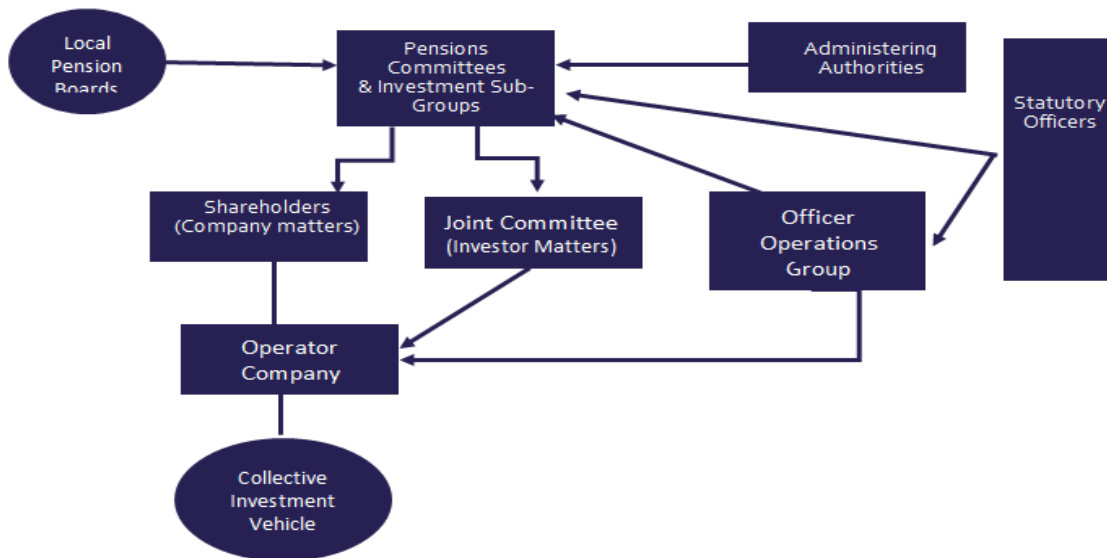 Local
Pension
Boards
Pensions
Committees
& Investment Sub-
Groups
Administering
Authorities
Statutory
Officers
Shareholders
(Company matters)
Joint Committee
(Investor Matters)
Officer
Operations
Group
Operator
Company
Collective
Investment
Vehicle